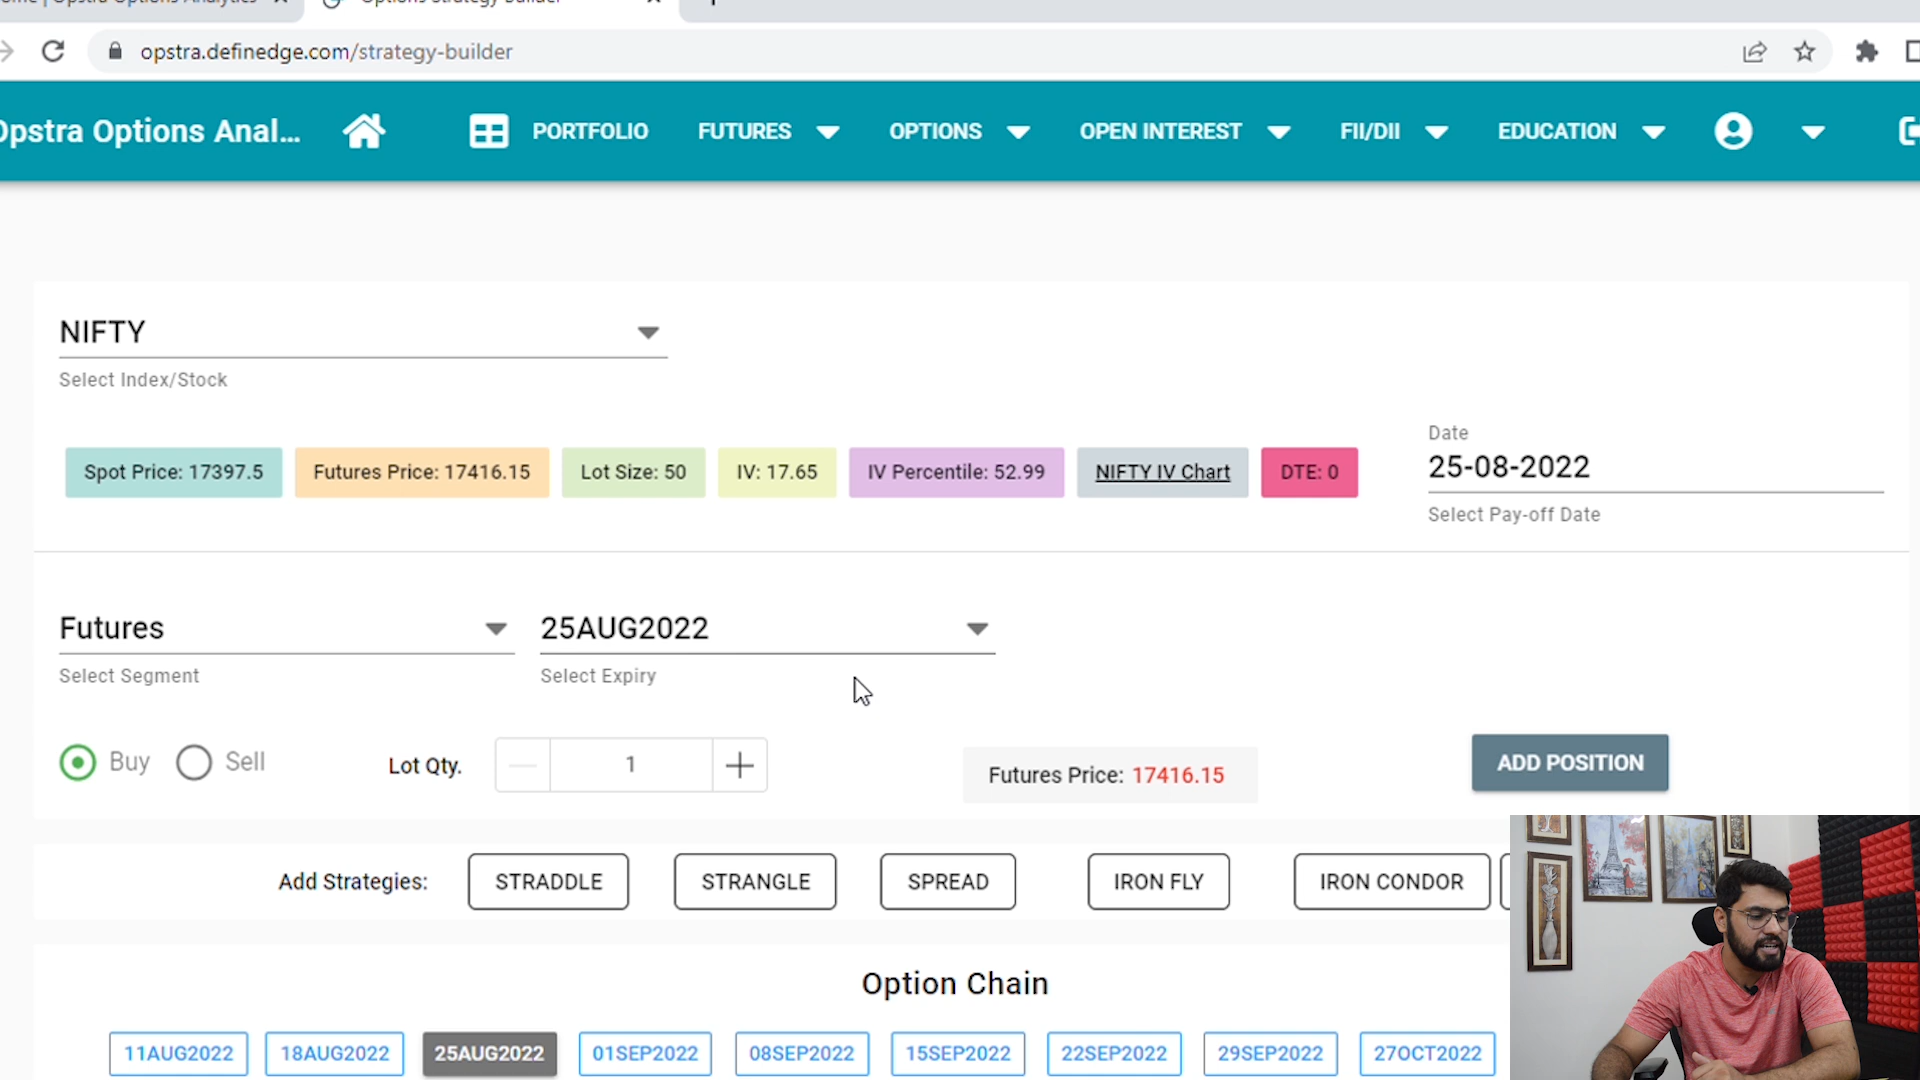 opstra.definedge.com/strategy-builder
Opstra Options Anal...
PORTFOLIO
FUTURES
OPTIONS
OPEN INTEREST
FII/DII
EDUCATION
NIFTY
Select Index/Stock
Spot Price: 17397.5
Futures Price: 17416.15
Lot Size: 50
IV: 17.65
IV Percentile: 52.99
NIFTY IV Chart
DTE: 0
Date
25-08-2022
Select Pay-off Date
Futures
Select Segment
25AUG2022
Select Expiry
Buy
Sell
Lot Qty.
1
Futures Price: 17416.15
ADD POSITION
Add Strategies:
STRADDLE
STRANGLE
SPREAD
IRON FLY
IRON CONDOR
Option Chain
11AUG2022
18AUG2022
25AUG2022
01SEP2022
08SEP2022
15SEP2022
22SEP2022
29SEP2022
27OCT2022